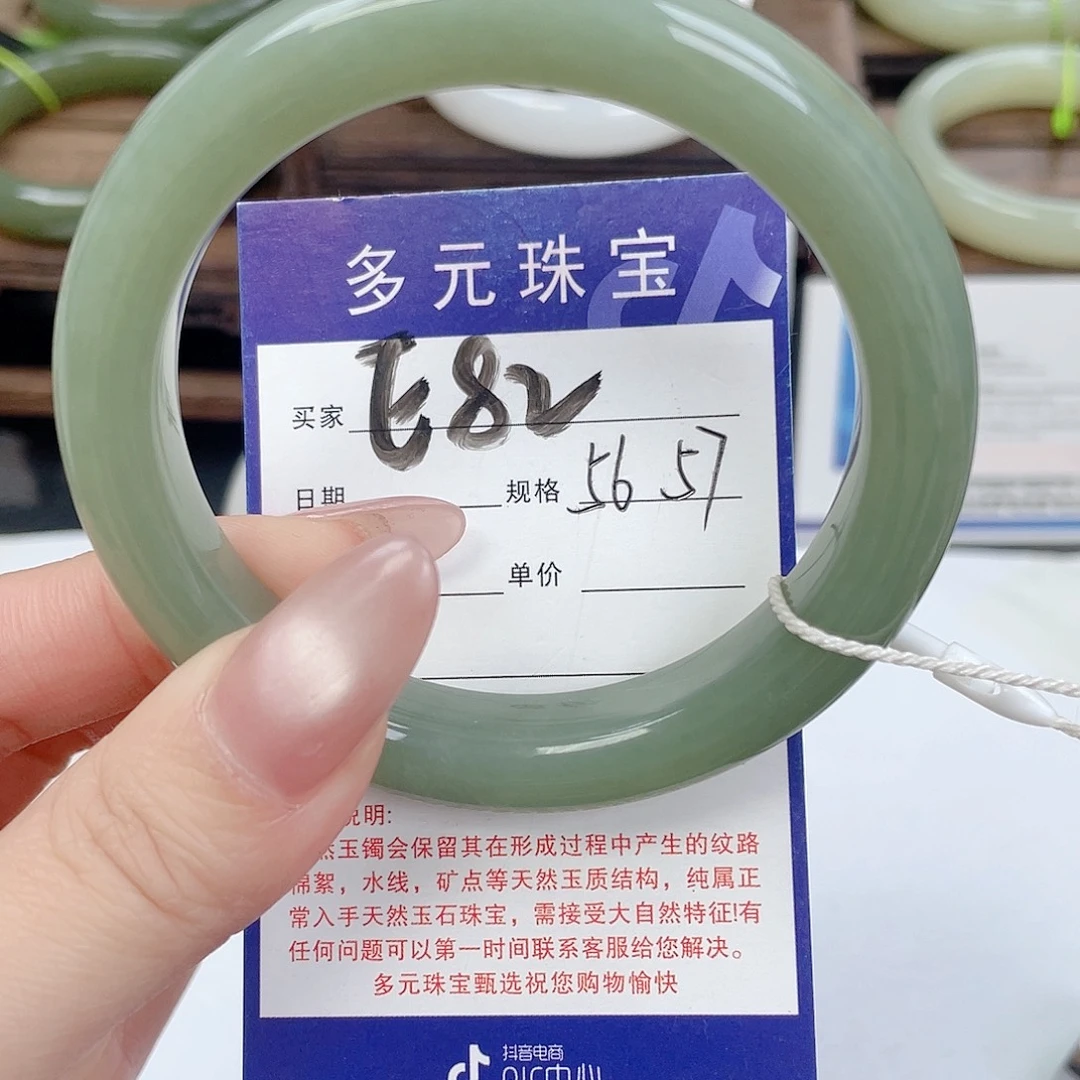 多元珠宝
买家 E82
日期 规格 56 57
单价
说明:
然玉镯会保留其在形成过程中产生的纹路
棉絮，水线，矿点等天然玉质结构，纯属正
常入手天然玉石珠宝，需接受大自然特征!有
任何问题可以第一时间联系客服给您解决。
多元珠宝甄选祝您购物愉快
抖音电商
QIC中心